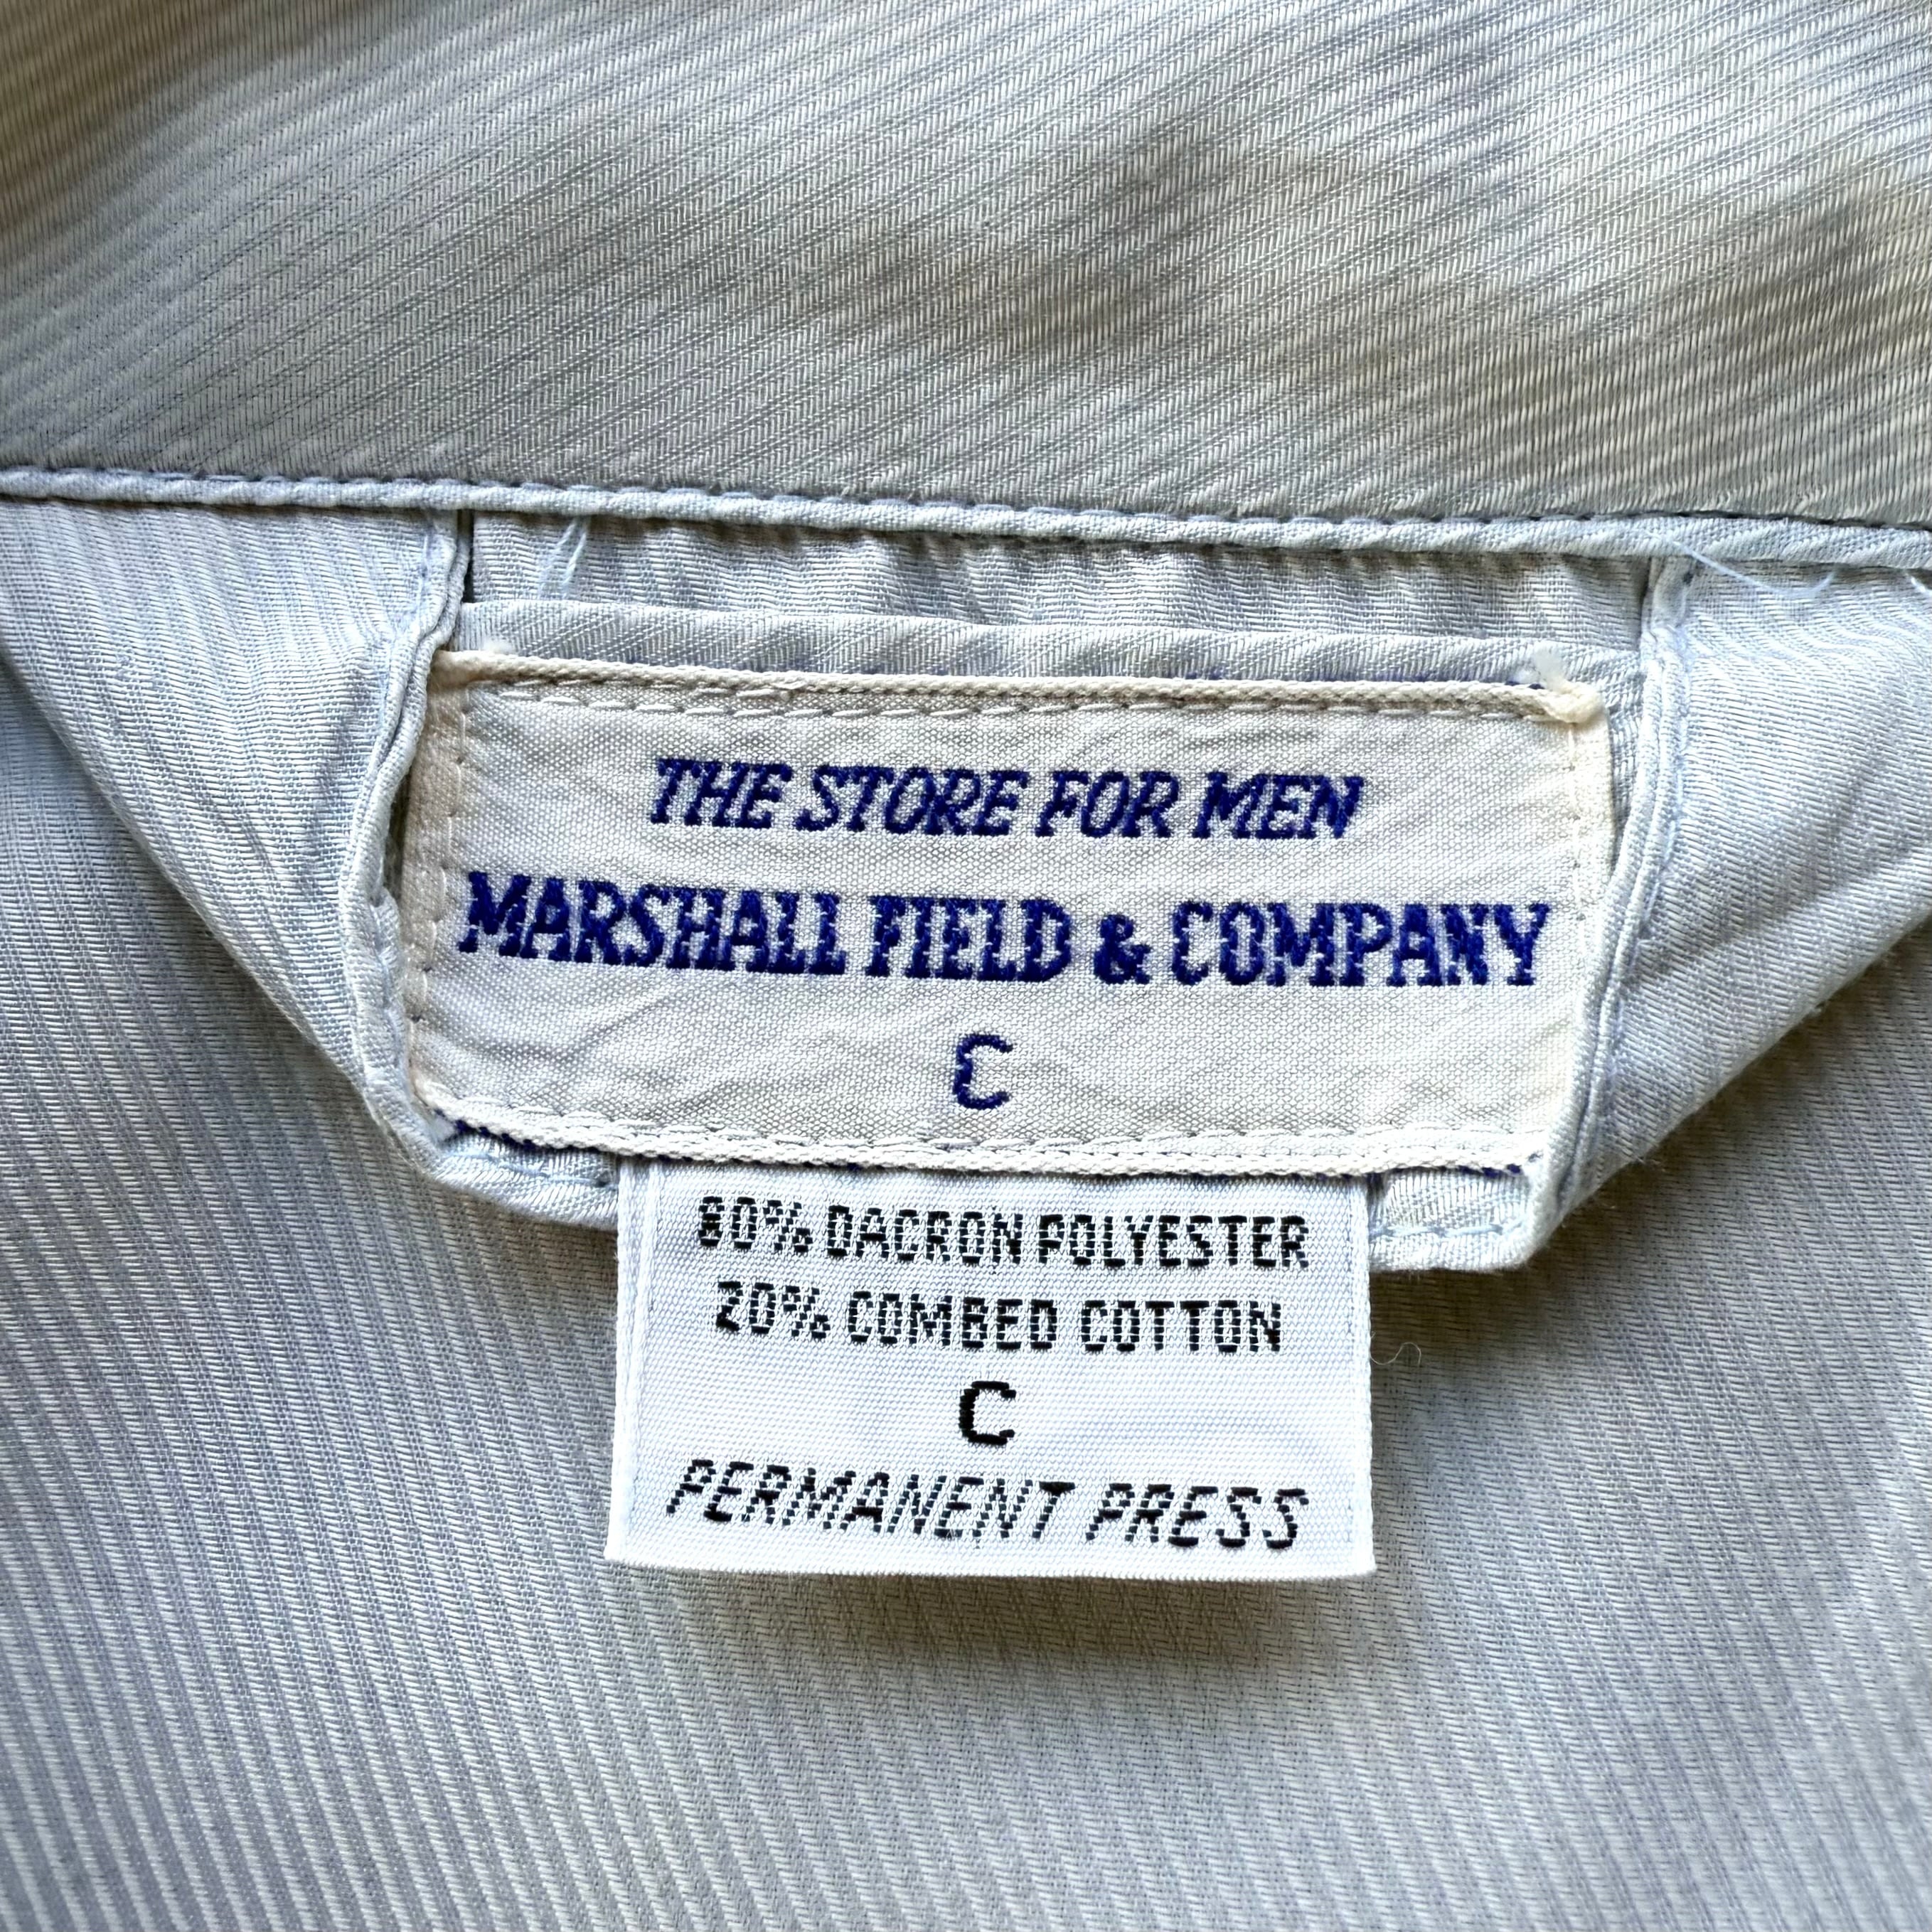 THE STORE FOR MEN
MARSHALL FIELD & COMPANY
C
80% DACRON POLYESTER
20% COMBED COTTON
C
PERMANENT PRESS